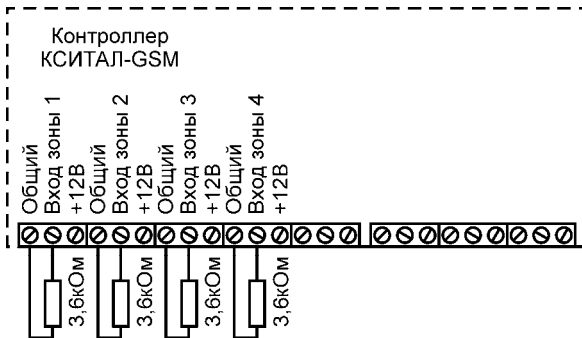 Контроллер
КСИТАЛ-GSM
Общий
Вход зоны 1
+12В
Общий
Вход зоны 2
+12В
Общий
Вход зоны 3
+12В
Общий
Вход зоны 4
+12В
3,6кОм
3,6кОм
3,6кОм
3,6кОм